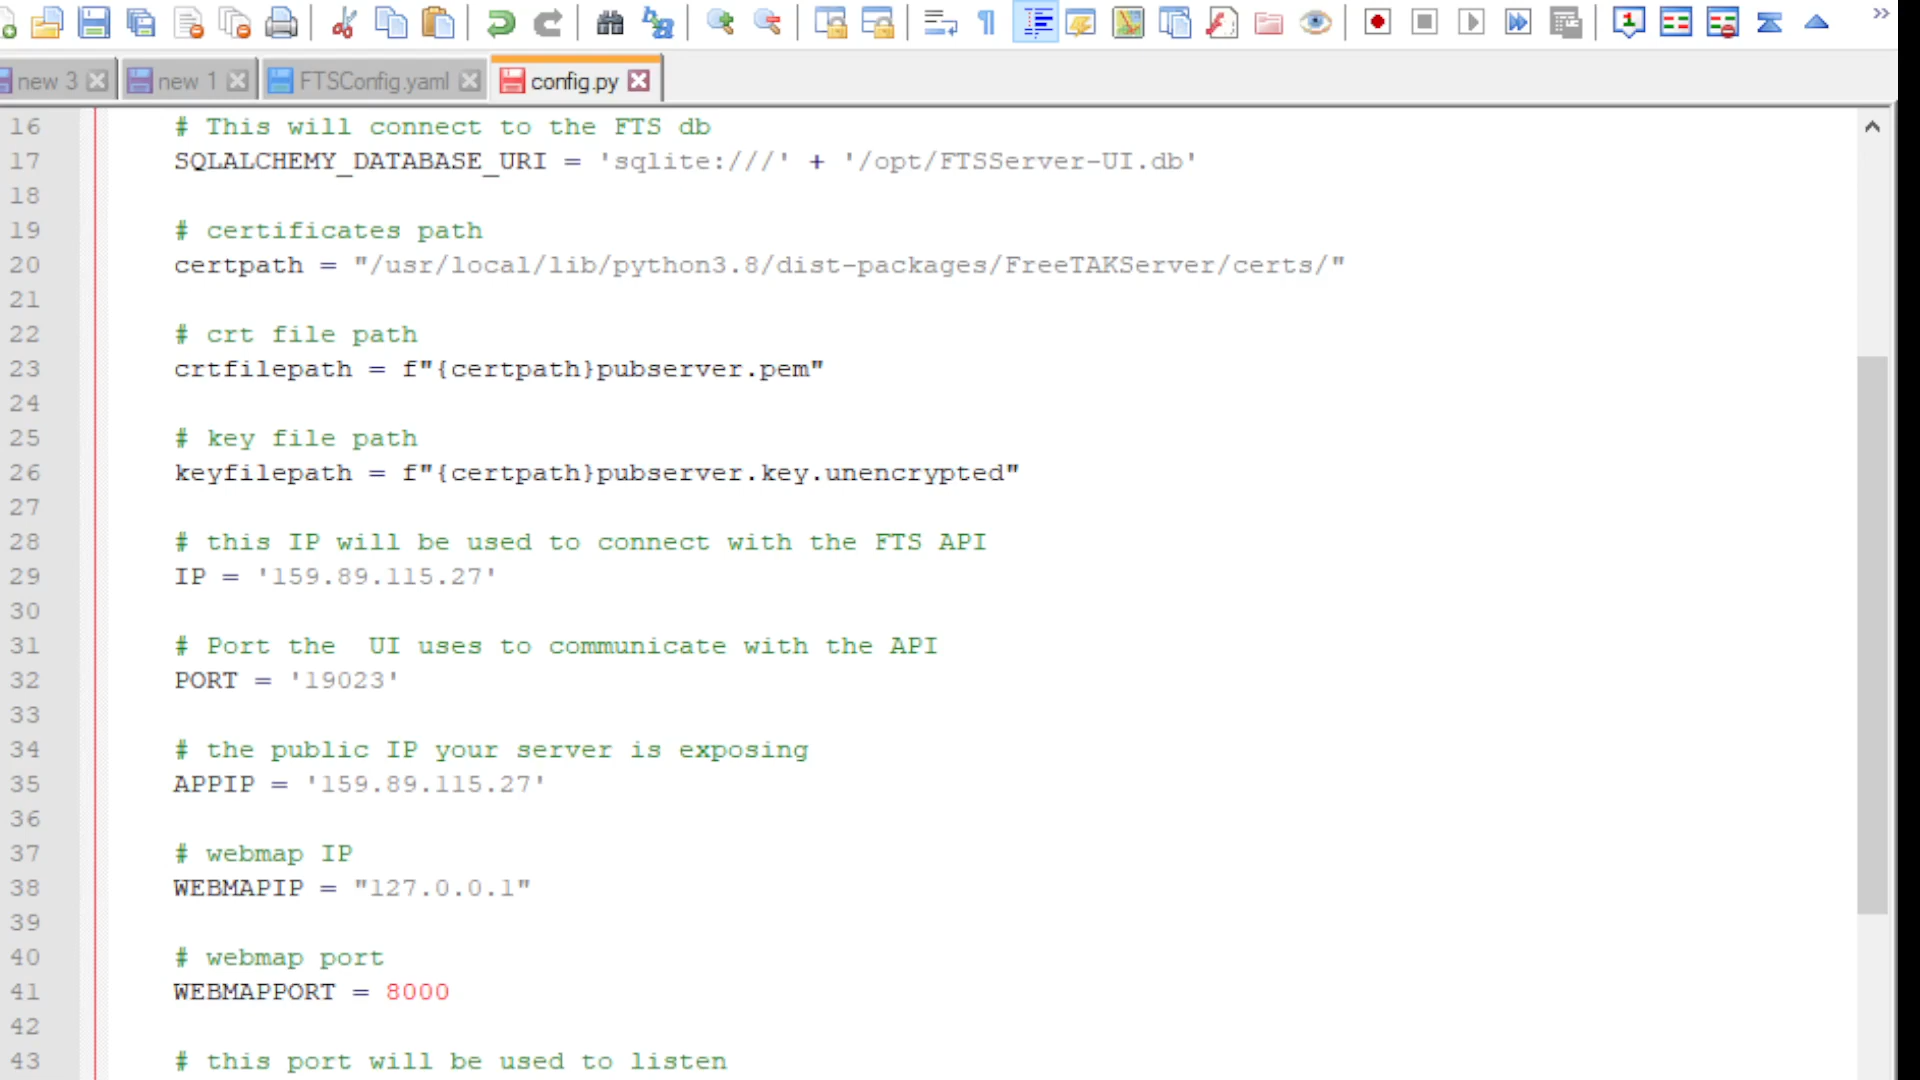 new 3
new 1
FTSConfig.yaml
config.py
16 # This will connect to the FTS db
17 SQLALCHEMY_DATABASE_URI = 'sqlite:///' + '/opt/FTSServer-UI.db'
18
19 # certificates path
20 certpath = "/usr/local/lib/python3.8/dist-packages/FreeTAKServer/certs/"
21
22 # crt file path
23 crtfilepath = f"{certpath}pubserver.pem"
24
25 # key file path
26 keyfilepath = f"{certpath}pubserver.key.unencrypted"
27
28 # this IP will be used to connect with the FTS API
29 IP = '159.89.115.27'
30
31 # Port the  UI uses to communicate with the API
32 PORT = '19023'
33
34 # the public IP your server is exposing
35 APPIP = '159.89.115.27'
36
37 # webmap IP
38 WEBMAPIP = "127.0.0.1"
39
40 # webmap port
41 WEBMAPPORT = 8000
42
43 # this port will be used to listen